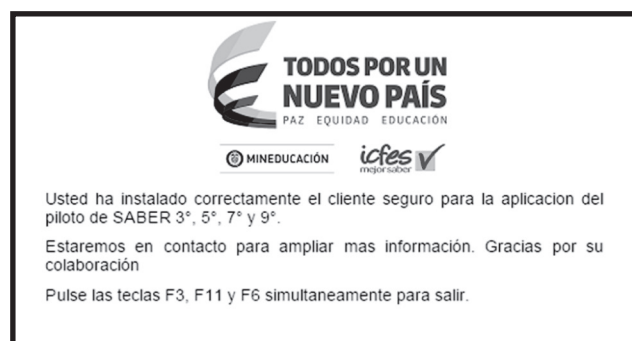 TODOS POR UN
NUEVO PAÍS
PAZ EQUIDAD EDUCACIÓN
MINEDUCACIÓN
icfes
mejor saber
Usted ha instalado correctamente el cliente seguro para la aplicacion del
piloto de SABER 3°, 5°, 7° y 9°.
Estaremos en contacto para ampliar mas información. Gracias por su
colaboración
Pulse las teclas F3, F11 y F6 simultaneamente para salir.